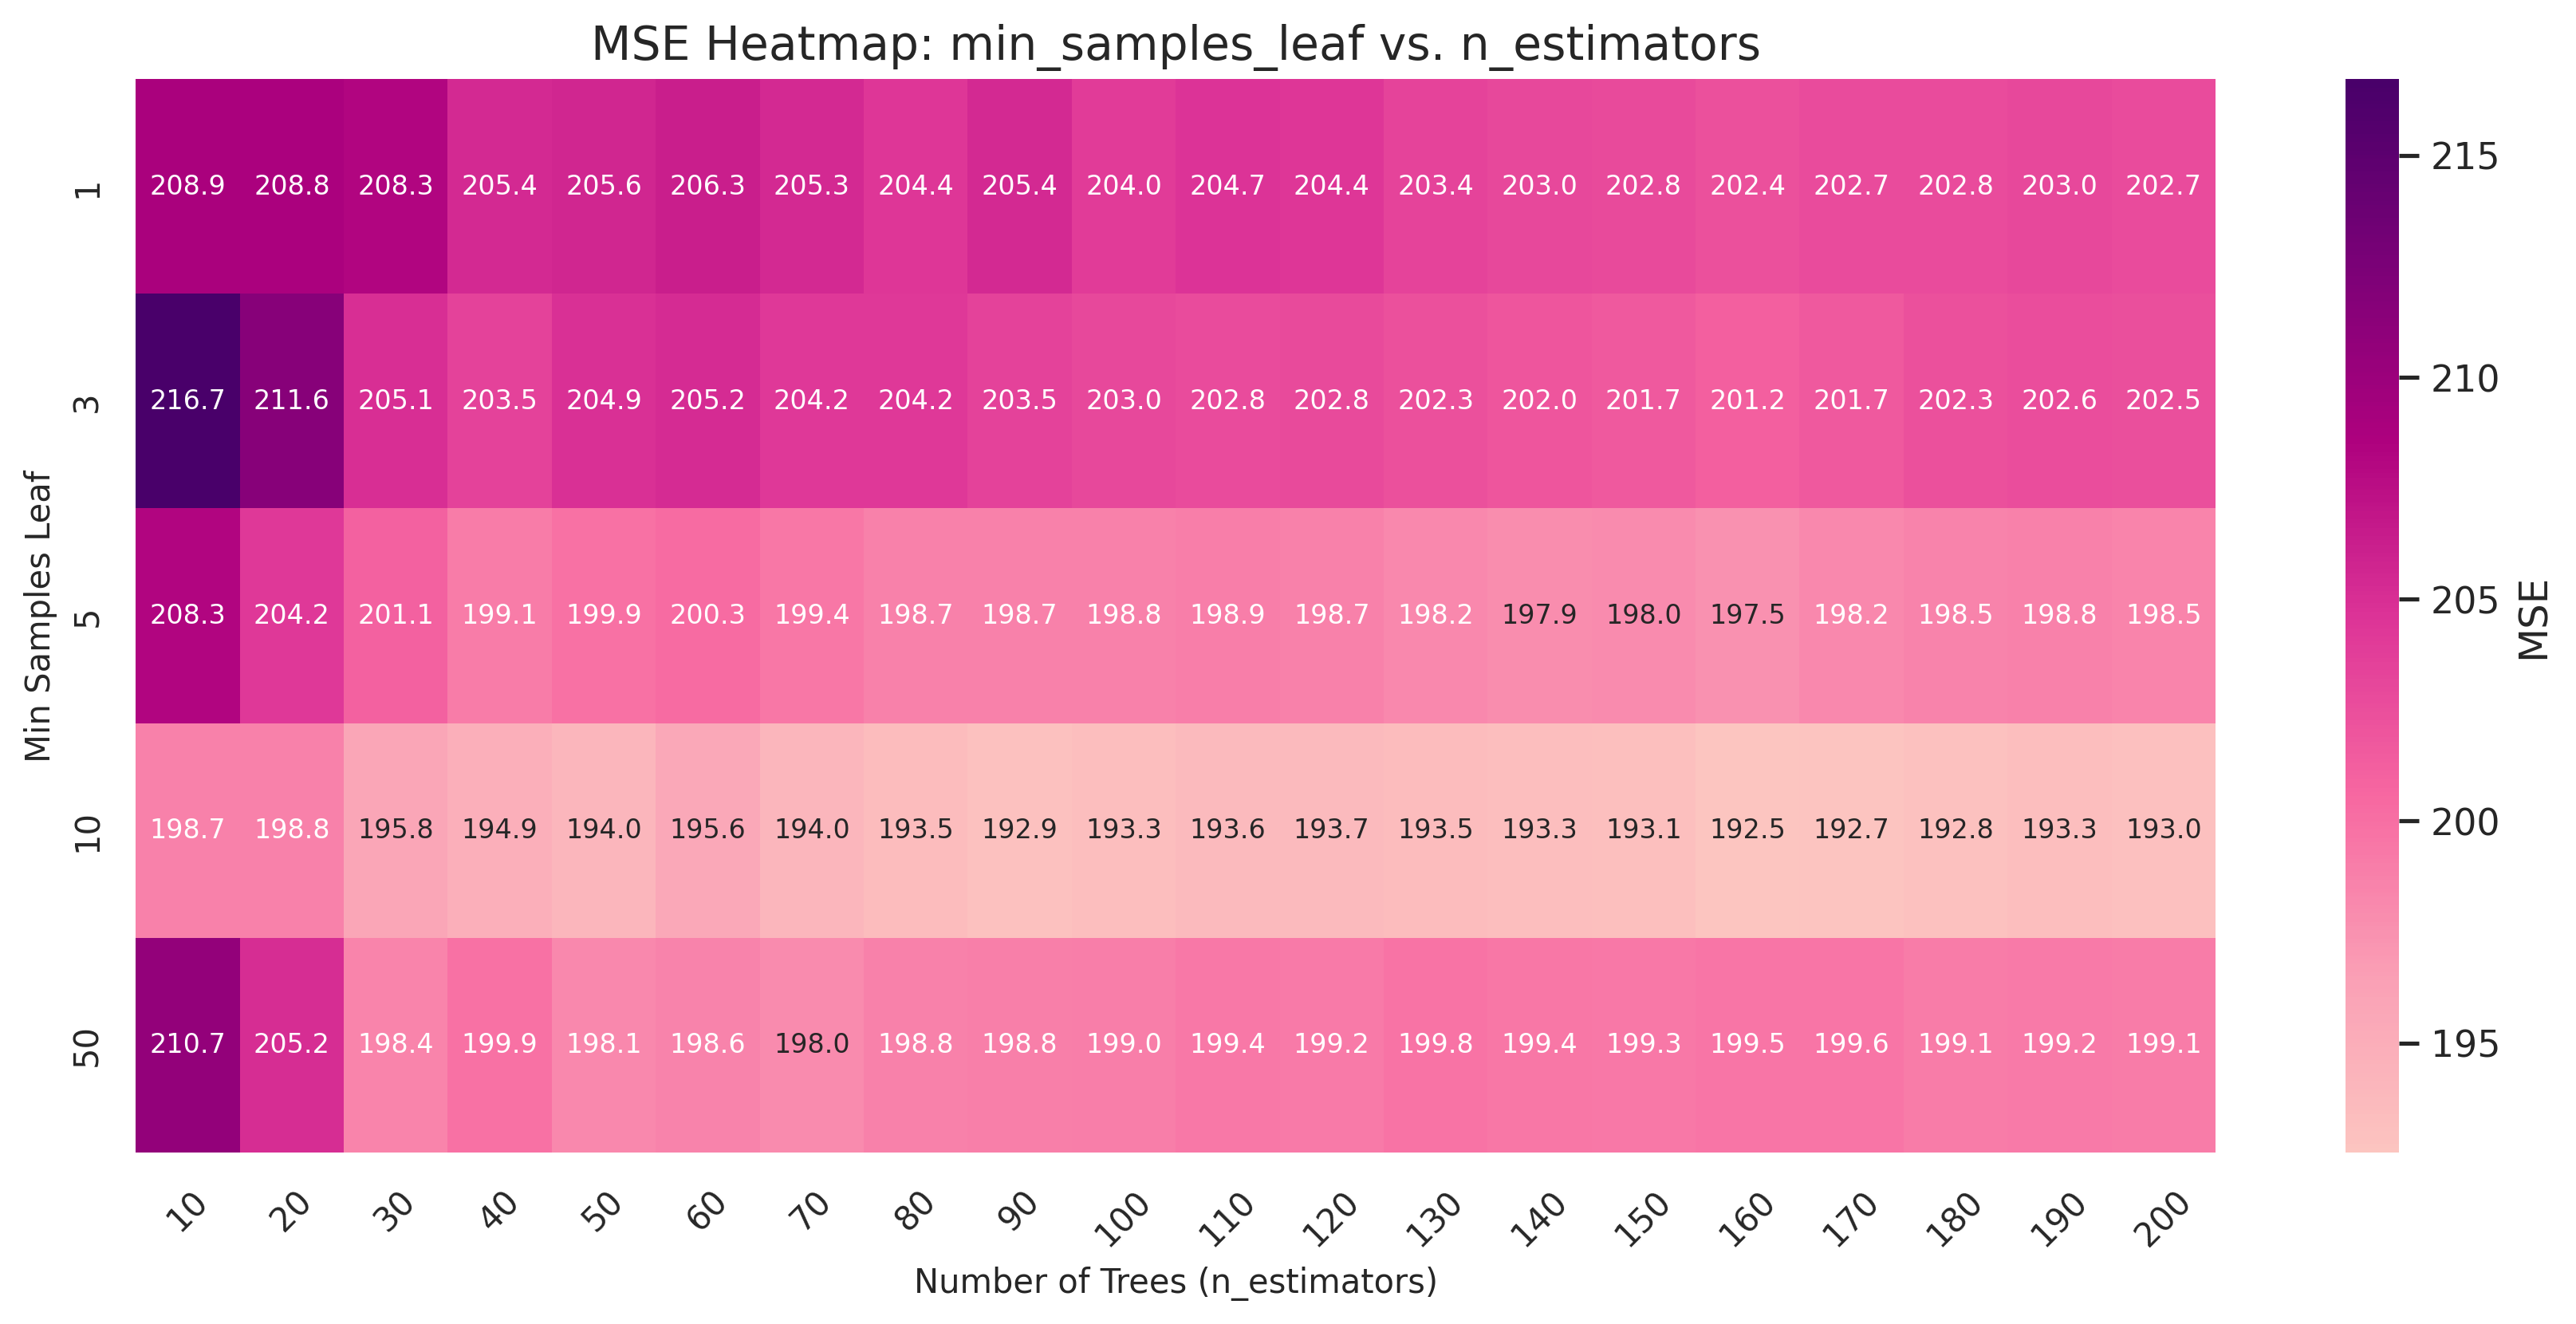 MSE Heatmap: min_samples_leaf vs. n_estimators
Min Samples Leaf
1 208.9 208.8 208.3 205.4 205.6 206.3 205.3 204.4 205.4 204.0 204.7 204.4 203.4 203.0 202.8 202.4 202.7 202.8 203.0 202.7
3 216.7 211.6 205.1 203.5 204.9 205.2 204.2 204.2 203.5 203.0 202.8 202.8 202.3 202.0 201.7 201.2 201.7 202.3 202.6 202.5
5 208.3 204.2 201.1 199.1 199.9 200.3 199.4 198.7 198.7 198.8 198.9 198.7 198.2 197.9 198.0 197.5 198.2 198.5 198.8 198.5
10 198.7 198.8 195.8 194.9 194.0 195.6 194.0 193.5 192.9 193.3 193.6 193.7 193.5 193.3 193.1 192.5 192.7 192.8 193.3 193.0
50 210.7 205.2 198.4 199.9 198.1 198.6 198.0 198.8 198.8 199.0 199.4 199.2 199.8 199.4 199.3 199.5 199.6 199.1 199.2 199.1
10 20 30 40 50 60 70 80 90 100 110 120 130 140 150 160 170 180 190 200
Number of Trees (n_estimators)
215
210
205
200
195
MSE